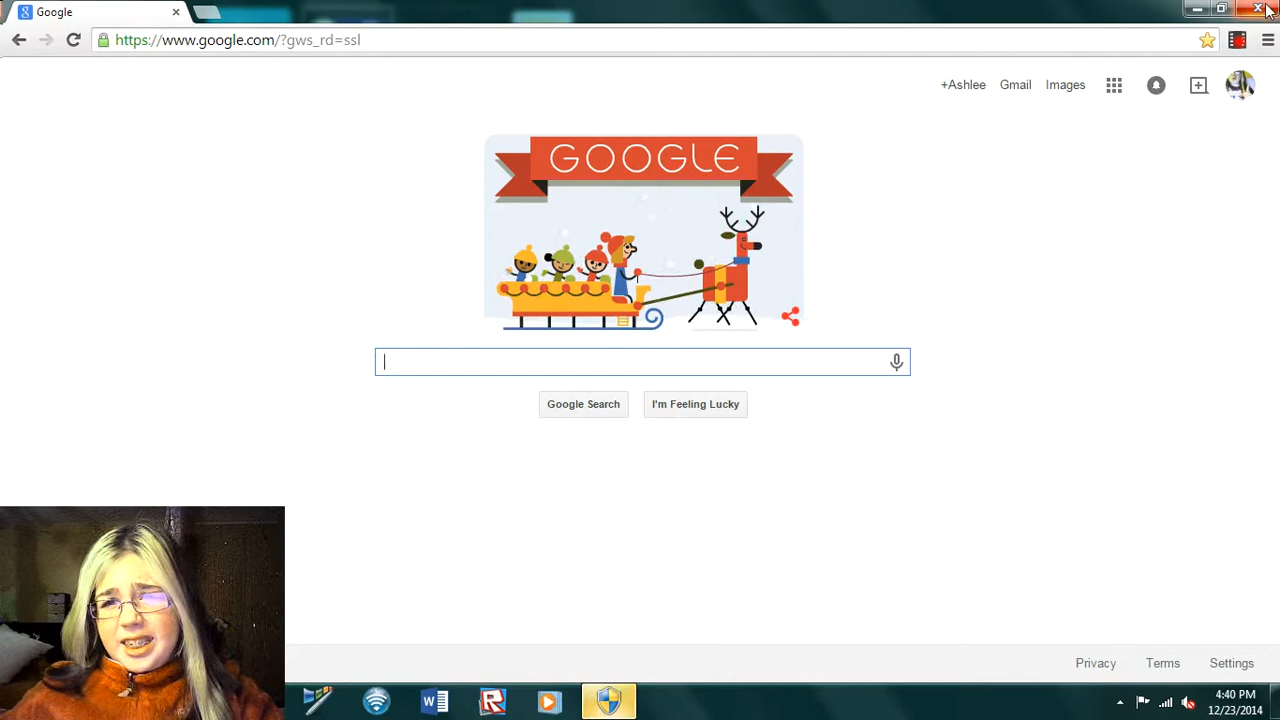 Google
https://www.google.com/?gws_rd=ssl
+Ashlee Gmail Images
GOOGLE
Google Search I'm Feeling Lucky
Privacy Terms Settings
4:40 PM
12/23/2014